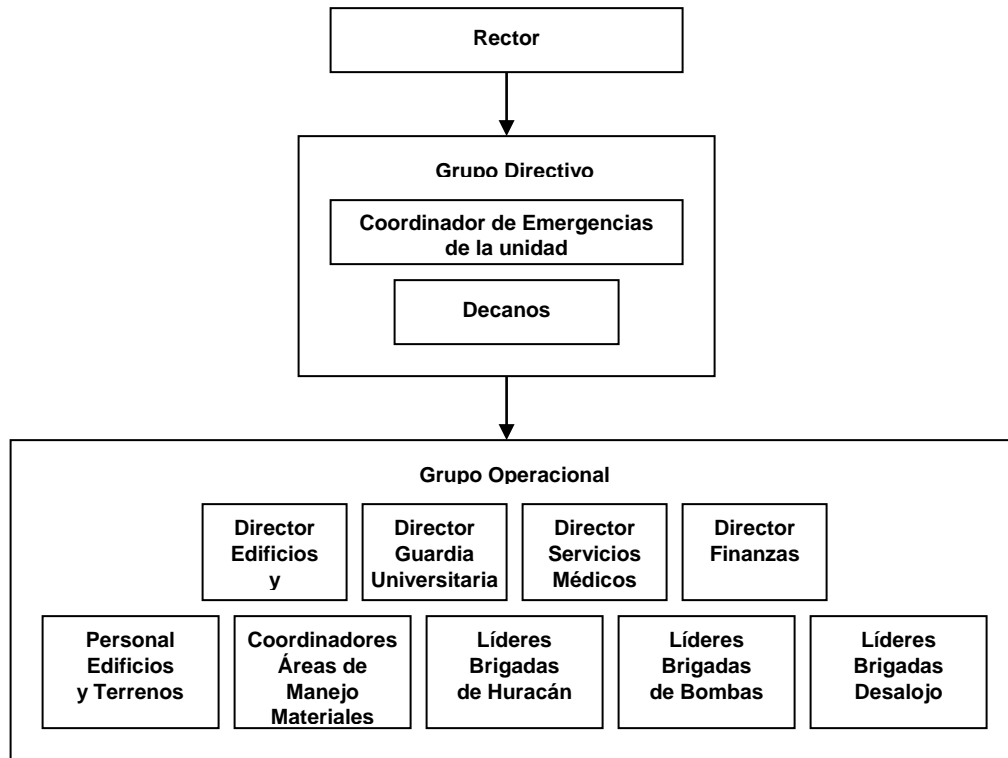 Rector
Grupo Directivo
Coordinador de Emergencias
de la unidad
Decanos
Grupo Operacional
Director
Edificios
y
Director
Guardia
Universitaria
Director
Servicios
Médicos
Director
Finanzas
Personal
Edificios
y Terrenos
Coordinadores
Áreas de
Manejo
Materiales
Líderes
Brigadas
de Huracán
Líderes
Brigadas
de Bombas
Líderes
Brigadas
Desalojo